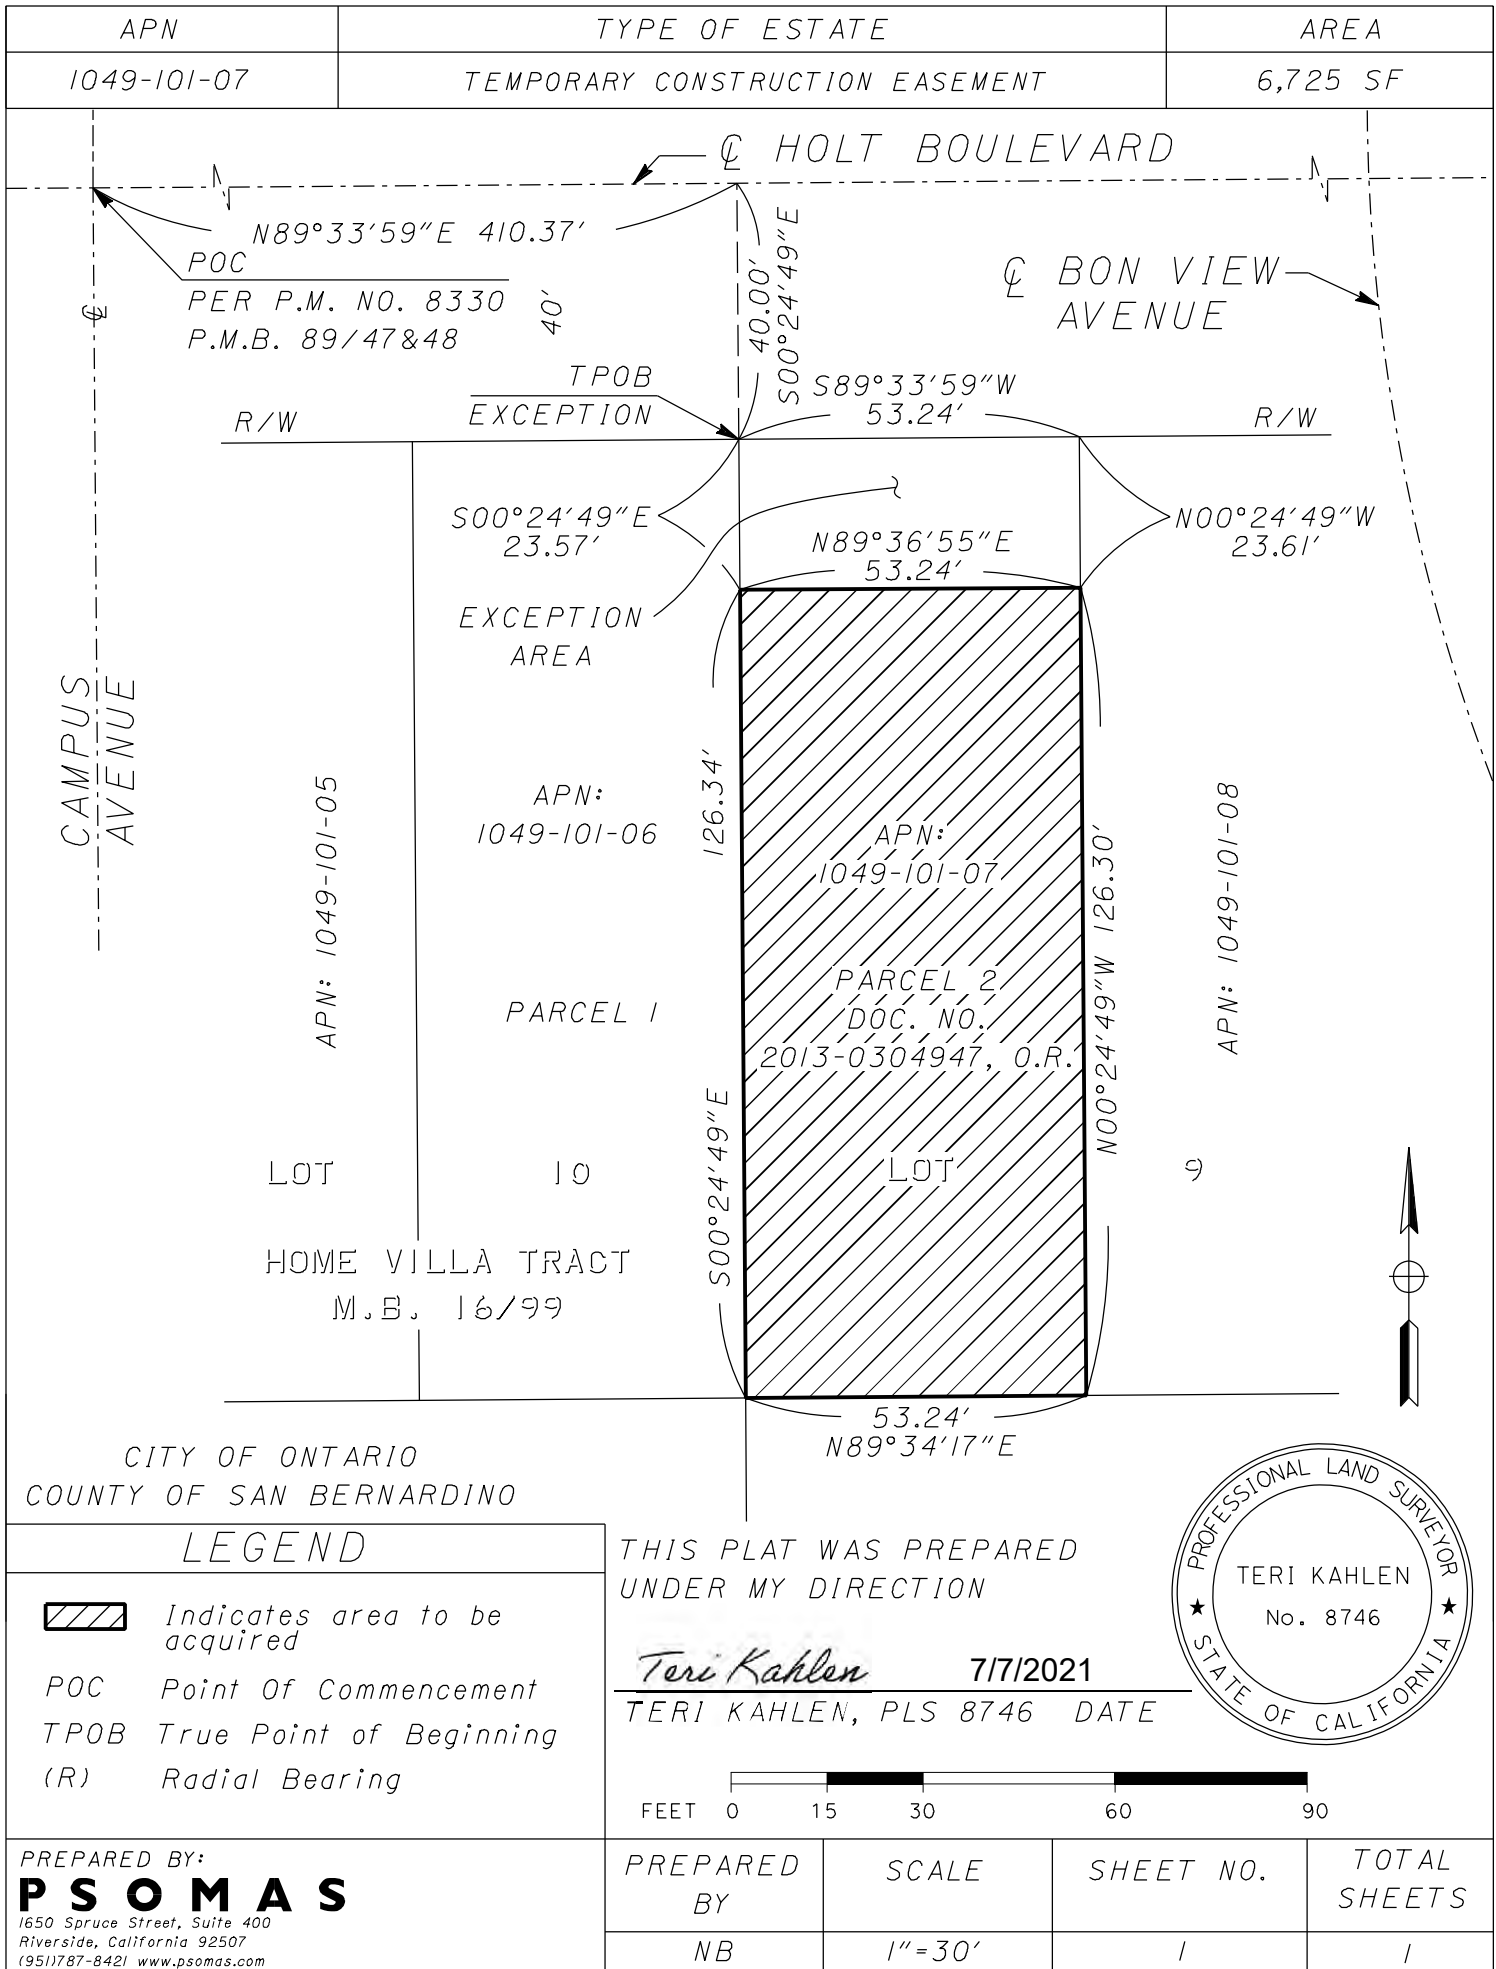 APN
TYPE OF ESTATE
AREA
1049-101-07
TEMPORARY CONSTRUCTION EASEMENT
6,725 SF
℄ HOLT BOULEVARD
N89°33'59"E 410.37'
POC
PER P.M. NO. 8330
P.M.B. 89/47&48
40'
℄
40.00'
S00°24'49"E
℄ BON VIEW
AVENUE
TPOB
EXCEPTION
S89°33'59"W
53.24'
R/W
R/W
S00°24'49"E
23.57'
N89°36'55"E
53.24'
N00°24'49"W
23.61'
EXCEPTION
AREA
CAMPUS
AVENUE
APN: 1049-101-05
APN:
1049-101-06
126.34'
S00°24'49"E
APN:
1049-101-07
N00°24'49"W 126.30'
APN: 1049-101-08
PARCEL 1
PARCEL 2
DOC. NO.
2013-0304947, O.R.
LOT 10
LOT 9
HOME VILLA TRACT
M.B. 16/99
53.24'
N89°34'17"E
CITY OF ONTARIO
COUNTY OF SAN BERNARDINO
LEGEND
Indicates area to be
acquired
POC Point Of Commencement
TPOB True Point of Beginning
(R) Radial Bearing
THIS PLAT WAS PREPARED
UNDER MY DIRECTION
Teri Kahlen 7/7/2021
TERI KAHLEN, PLS 8746 DATE
PROFESSIONAL LAND SURVEYOR
TERI KAHLEN
No. 8746
★ STATE OF CALIFORNIA ★
FEET 0 15 30 60 90
PREPARED BY:
PSOMAS
1650 Spruce Street, Suite 400
Riverside, California 92507
(951)787-8421 www.psomas.com
PREPARED
BY
SCALE
SHEET NO.
TOTAL
SHEETS
NB
1"=30'
1
1